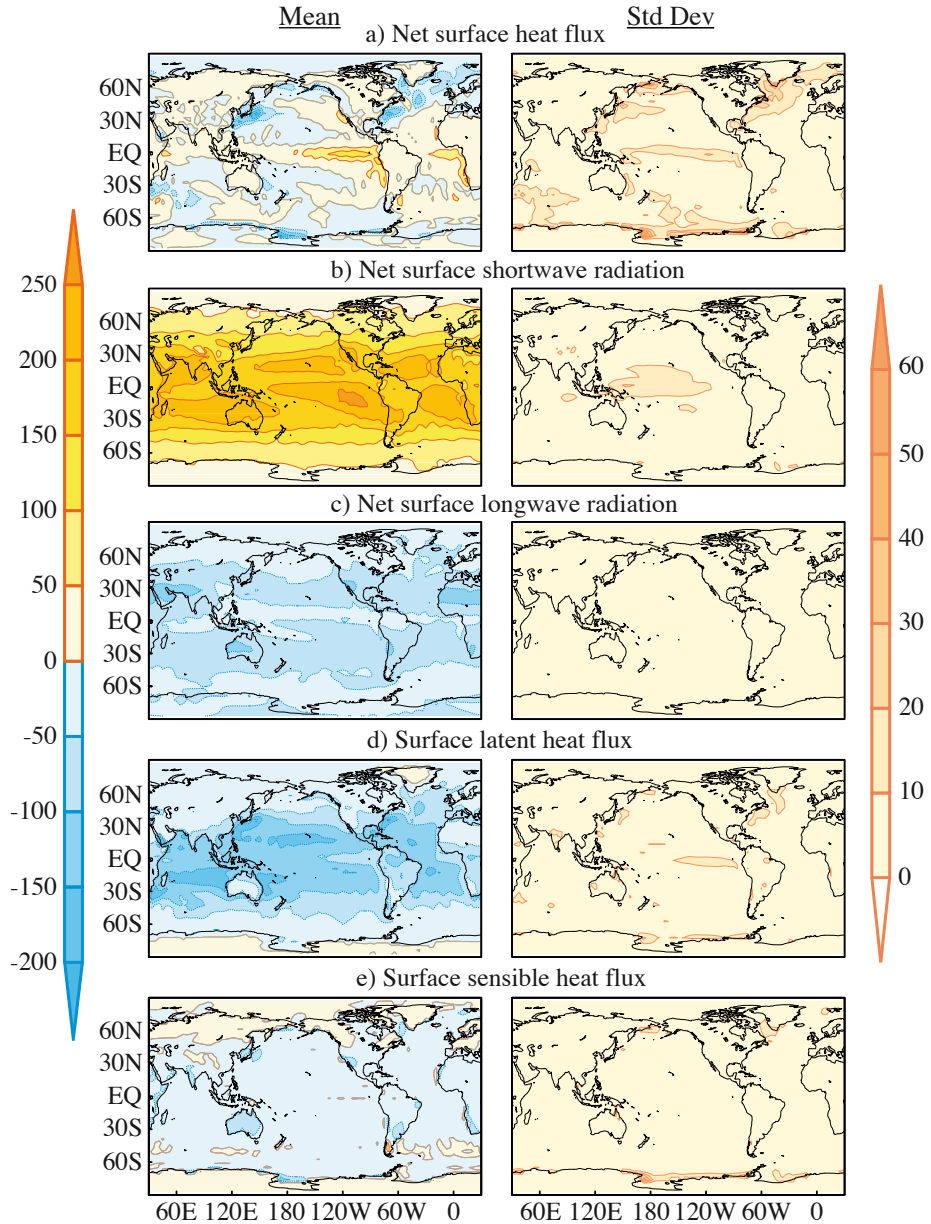 Mean
Std Dev
a) Net surface heat flux
60N
30N
EQ
30S
60S
b) Net surface shortwave radiation
60N
30N
EQ
30S
60S
c) Net surface longwave radiation
60N
30N
EQ
30S
60S
d) Surface latent heat flux
60N
30N
EQ
30S
60S
e) Surface sensible heat flux
60N
30N
EQ
30S
60S
60E 120E 180 120W 60W 0
60E 120E 180 120W 60W 0
250
200
150
100
50
0
-50
-100
-150
-200
60
50
40
30
20
10
0